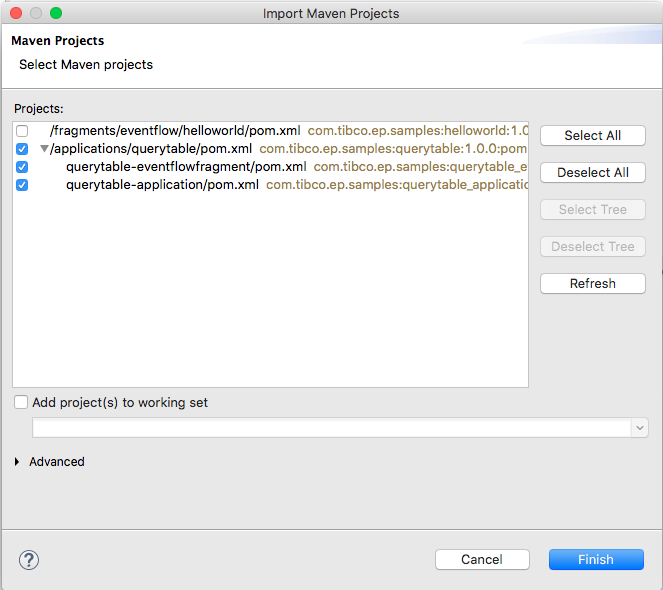 Import Maven Projects
Maven Projects
Select Maven projects
Projects:
/fragments/eventflow/helloworld/pom.xml com.tibco.ep.samples:helloworld:1.0
/applications/querytable/pom.xml com.tibco.ep.samples:querytable:1.0.0:pom
querytable-eventflowfragment/pom.xml com.tibco.ep.samples:querytable_e
querytable-application/pom.xml com.tibco.ep.samples:querytable_applicatio
Select All
Deselect All
Select Tree
Deselect Tree
Refresh
Add project(s) to working set
Advanced
?
Cancel
Finish